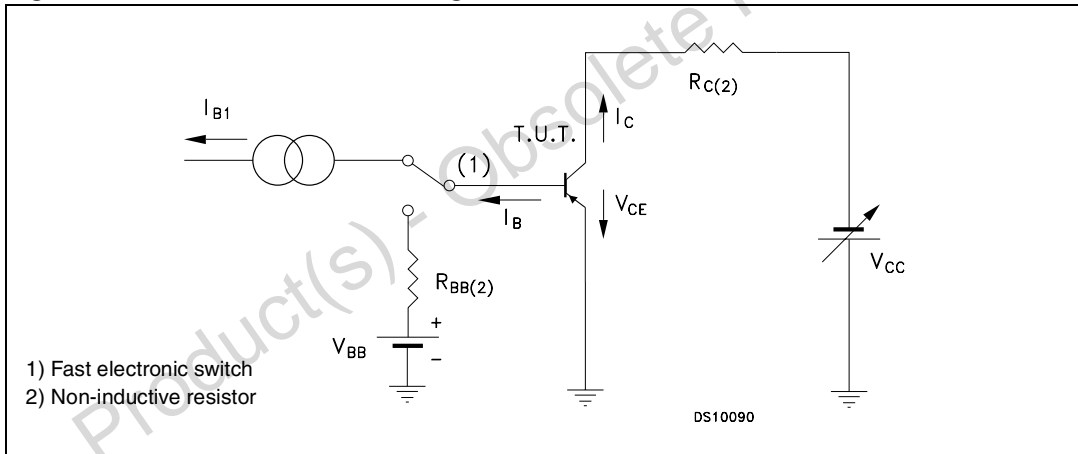 I_B1
T.U.T.
(1)
I_B
I_C
V_CE
R_C(2)
V_CC
R_BB(2)
V_BB
+
−
1) Fast electronic switch
2) Non-inductive resistor
DS10090
Product(s) - Obsolete